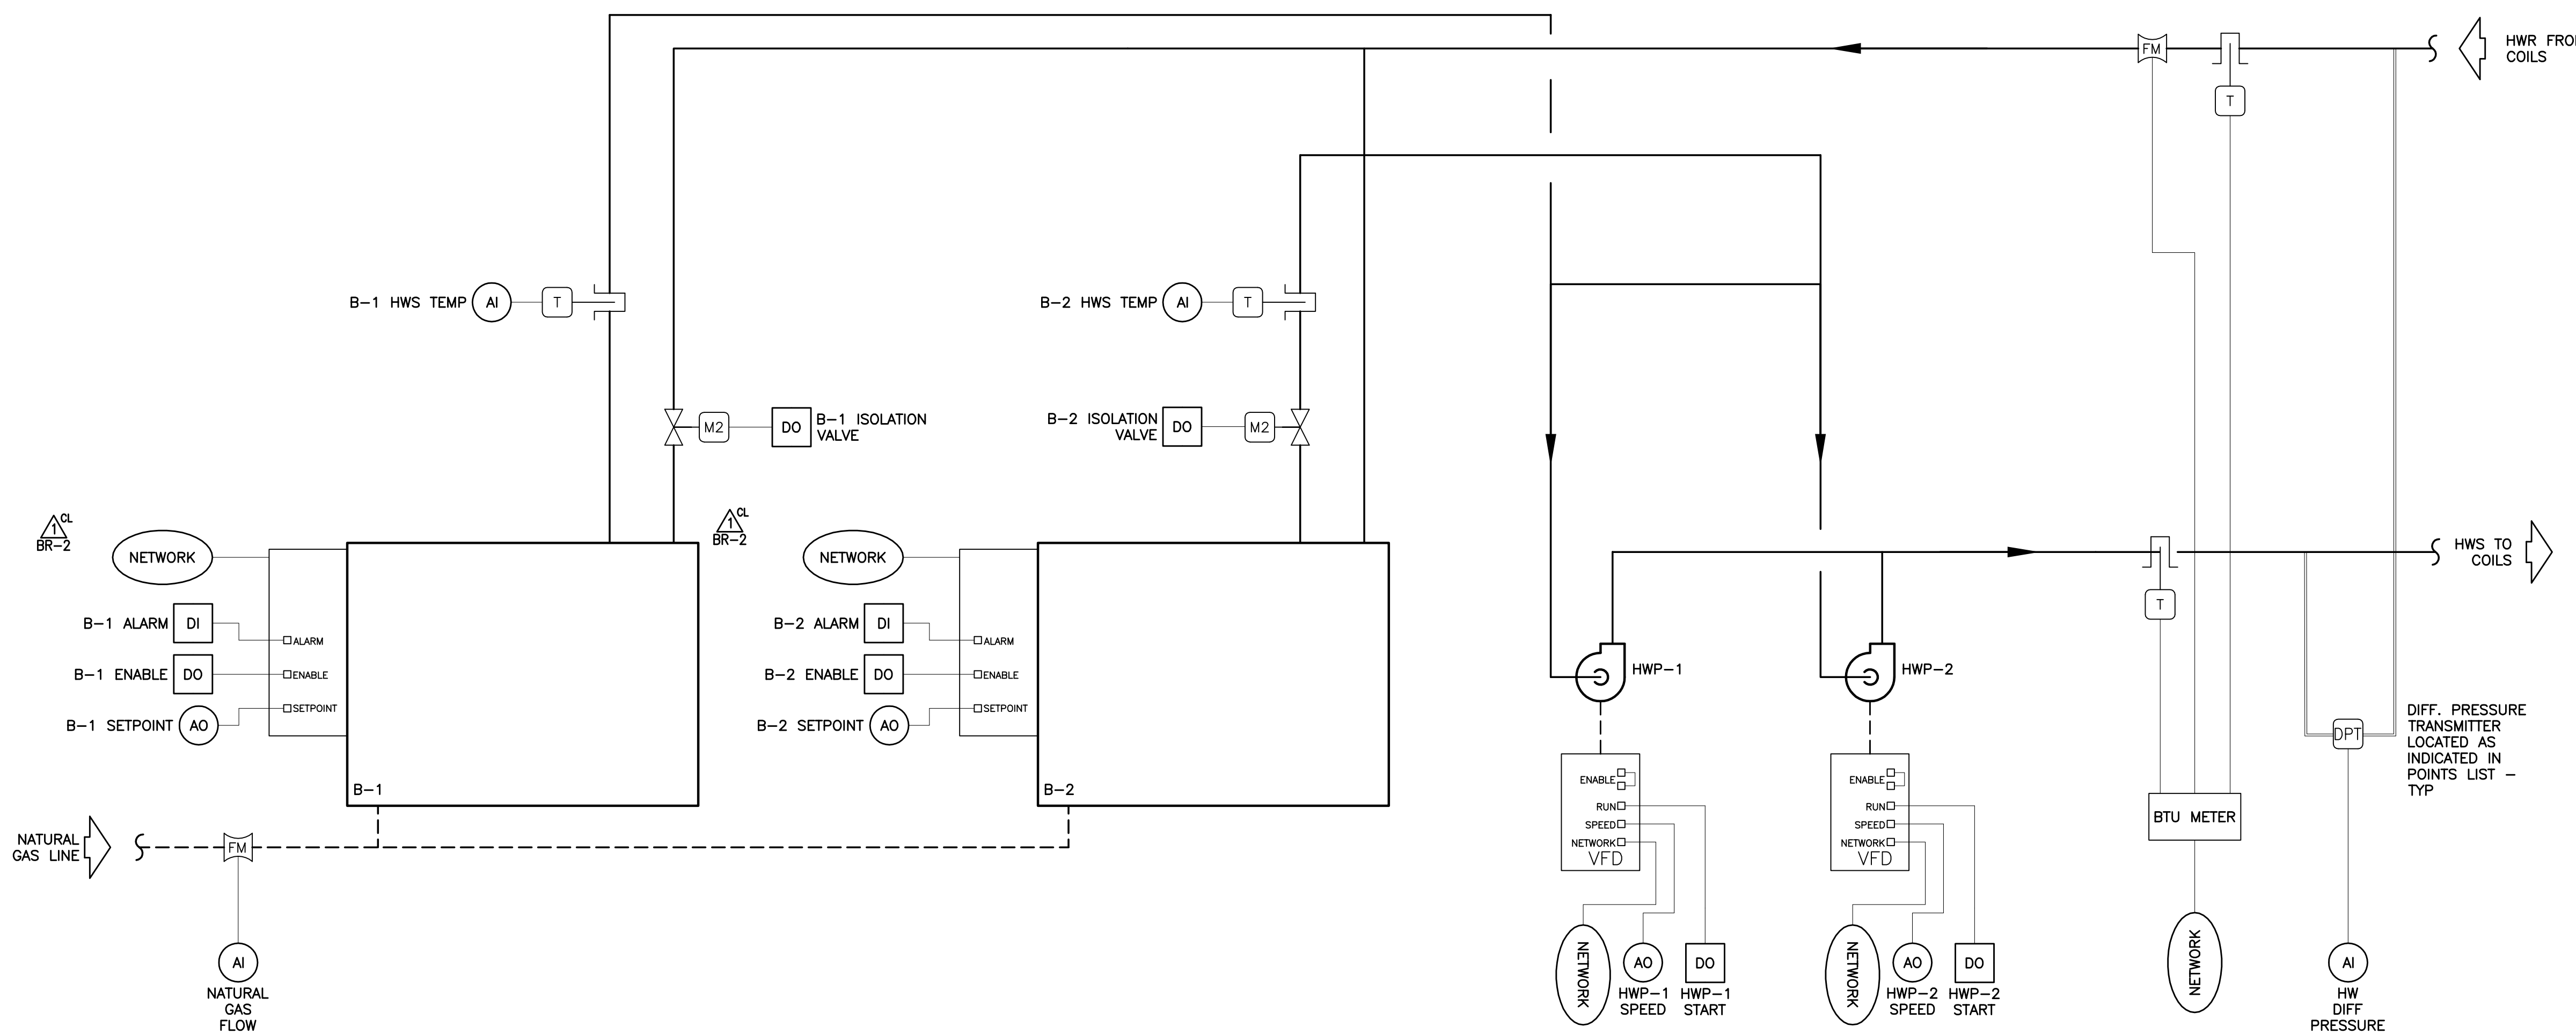 HWR FRO
COILS
FM
T
B-1 HWS TEMP
AI
T
B-2 HWS TEMP
AI
T
M2
DO
B-1 ISOLATION
VALVE
B-2 ISOLATION
VALVE
DO
M2
1
CL
BR-2
NETWORK
B-1 ALARM
DI
ALARM
B-1 ENABLE
DO
ENABLE
B-1 SETPOINT
AO
SETPOINT
B-1
1
CL
BR-2
NETWORK
B-2 ALARM
DI
ALARM
B-2 ENABLE
DO
ENABLE
B-2 SETPOINT
AO
SETPOINT
B-2
HWS TO
COILS
T
HWP-1
HWP-2
DIFF. PRESSURE
TRANSMITTER
LOCATED AS
INDICATED IN
POINTS LIST -
TYP
DPT
ENABLE
RUN
SPEED
NETWORK
VFD
ENABLE
RUN
SPEED
NETWORK
VFD
BTU METER
NATURAL
GAS LINE
FM
AI
NATURAL
GAS
FLOW
NETWORK
AO
HWP-1
SPEED
DO
HWP-1
START
NETWORK
AO
HWP-2
SPEED
DO
HWP-2
START
NETWORK
AI
HW
DIFF
PRESSURE